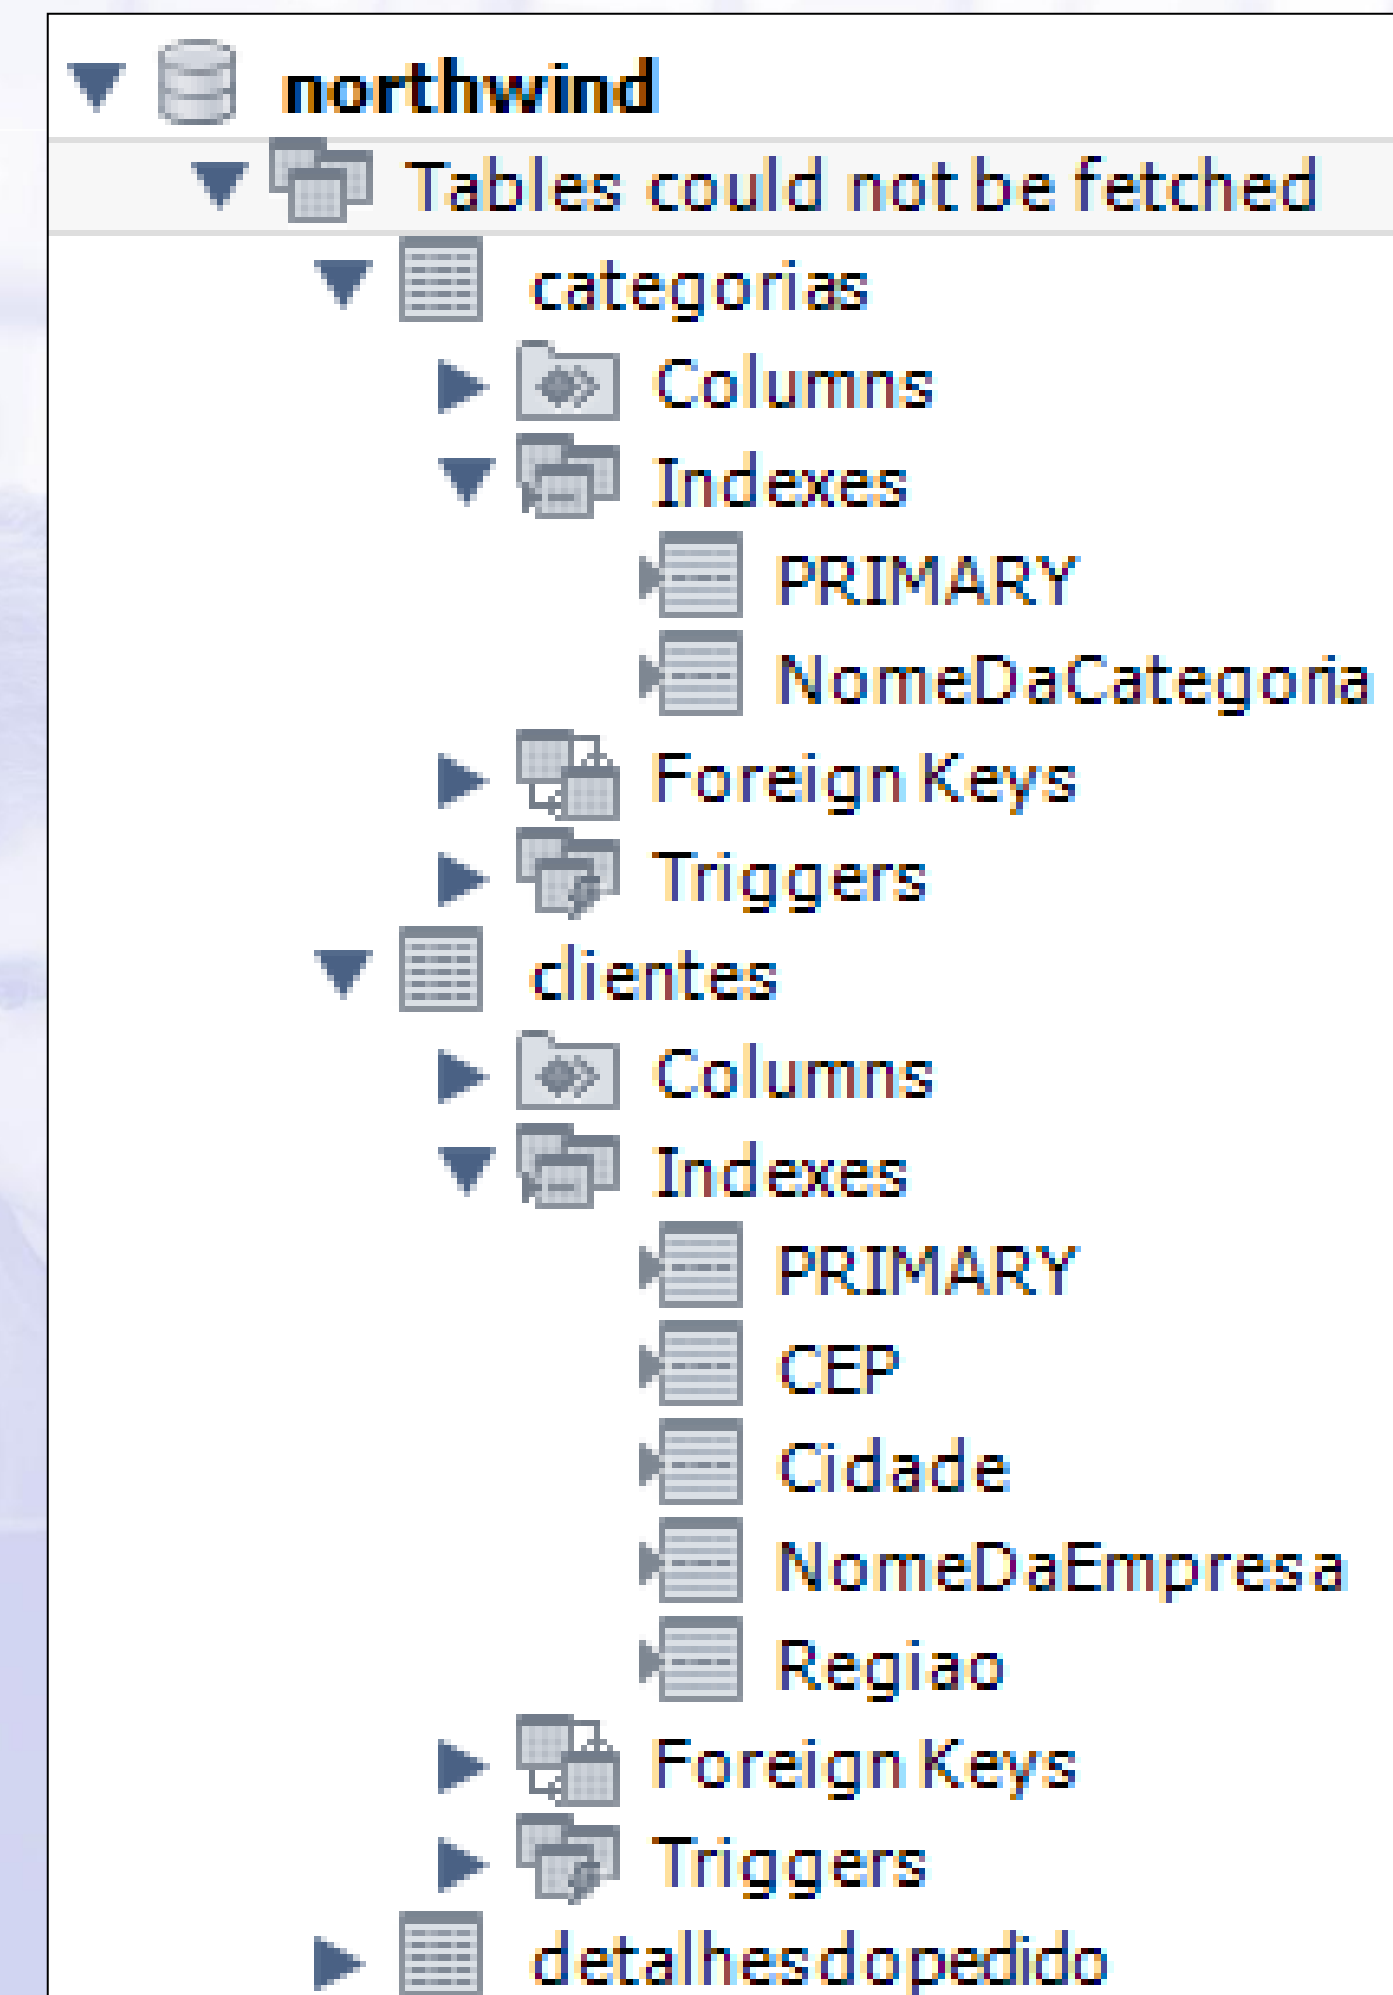 northwind
Tables could not be fetched
categorias
Columns
Indexes
PRIMARY
NomeDaCategoria
Foreign Keys
Triggers
clientes
Columns
Indexes
PRIMARY
CEP
Cidade
NomeDaEmpresa
Regiao
Foreign Keys
Triggers
detalhesdopedido